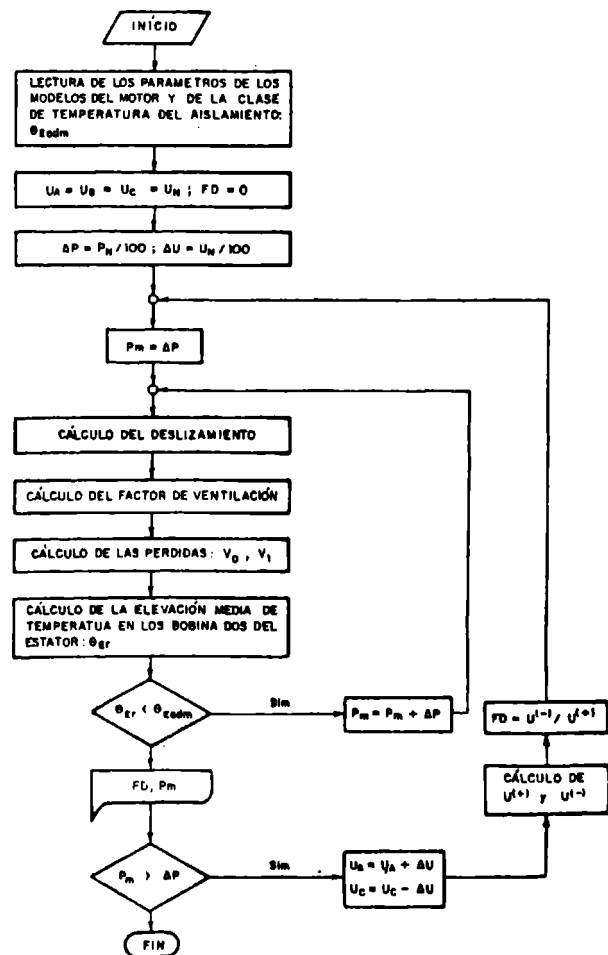 INÍCIO
LECTURA DE LOS PARAMETROS DE LOS
MODELOS DEL MOTOR Y DE LA CLASE
DE TEMPERATURA DEL AISLAMIENTO:
θEadm
UA = UB = UC = UN ; FD = 0
ΔP = PN/100 ; ΔU = UN/100
Pm = ΔP
CÁLCULO DEL DESLIZAMIENTO
CÁLCULO DEL FACTOR DE VENTILACIÓN
CÁLCULO DE LAS PERDIDAS: V0 , V1
CÁLCULO DE LA ELEVACIÓN MEDIA DE
TEMPERATUA EN LOS BOBINA DOS DEL
ESTATOR : θEr
θEr < θEadm
Sim
Pm = Pm + ΔP
FD = U(-)/ U(+)
FD, Pm
CÁLCULO DE
U(+) y U(-)
Pm > ΔP
Sim
UB = UA + ΔU
UC = UC - ΔU
FIN